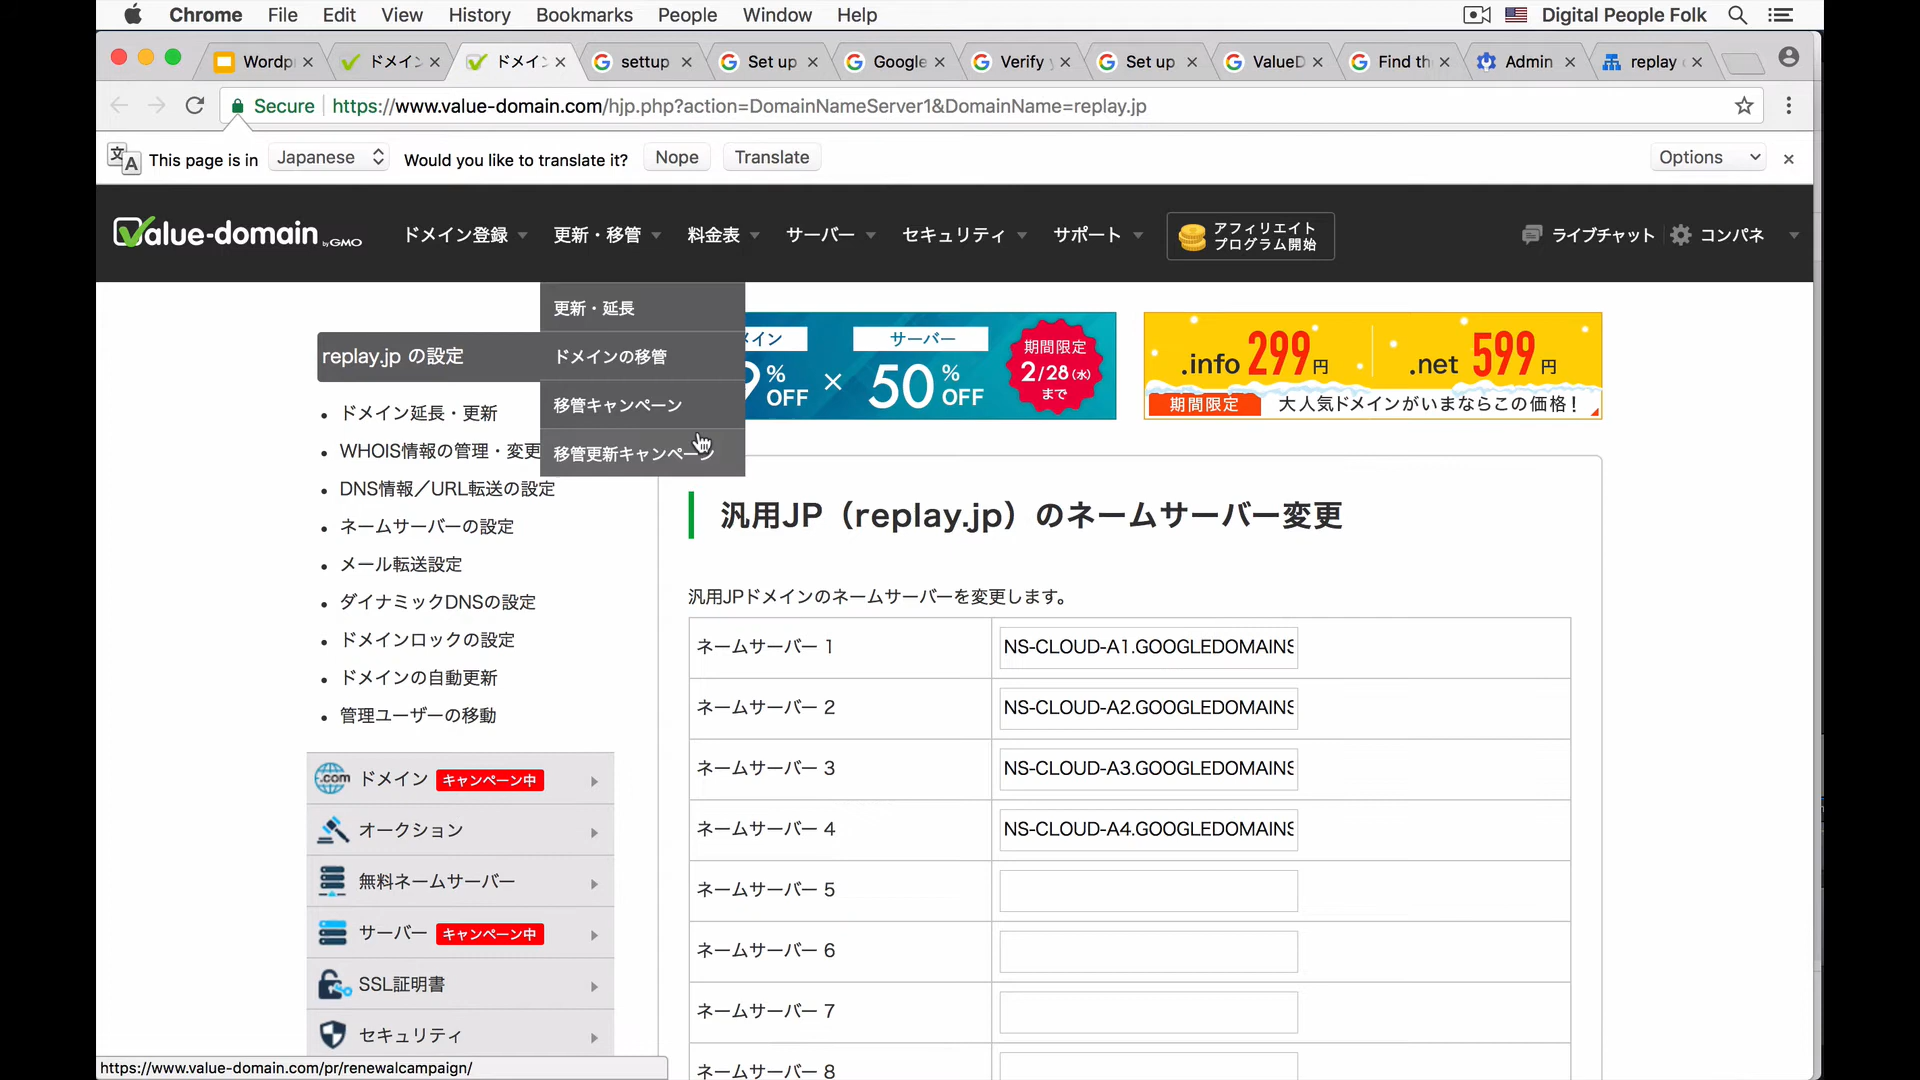 Chrome File Edit View History Bookmarks People Window Help Digital People Folk
Wordp ドメイン ドメイン settup Set up Google Verify Set up ValueD Find th Admin replay
Secure https://www.value-domain.com/hjp.php?action=DomainNameServer1&DomainName=replay.jp
文A This page is in Japanese Would you like to translate it? Nope Translate Options
Value-domain by GMO ドメイン登録 更新・移管 料金表 サーバー セキュリティ サポート アフィリエイト
プログラム開始 ライブチャット コンパネ
更新・延長
ドメインの移管
移管キャンペーン
移管更新キャンペーン
メイン サーバー 期間限定
% OFF × 50 % OFF 2/28(水)
まで
.info 299円 .net 599円
期間限定 大人気ドメインがいまならこの価格!
replay.jp の設定
ドメイン延長・更新
WHOIS情報の管理・変更
DNS情報／URL転送の設定
ネームサーバーの設定
メール転送設定
ダイナミックDNSの設定
ドメインロックの設定
ドメインの自動更新
管理ユーザーの移動
.com ドメイン キャンペーン中
オークション
無料ネームサーバー
サーバー キャンペーン中
SSL証明書
セキュリティ
汎用JP（replay.jp）のネームサーバー変更
汎用JPドメインのネームサーバーを変更します。
ネームサーバー 1 NS-CLOUD-A1.GOOGLEDOMAINS
ネームサーバー 2 NS-CLOUD-A2.GOOGLEDOMAINS
ネームサーバー 3 NS-CLOUD-A3.GOOGLEDOMAINS
ネームサーバー 4 NS-CLOUD-A4.GOOGLEDOMAINS
ネームサーバー 5
ネームサーバー 6
ネームサーバー 7
ネームサーバー 8
https://www.value-domain.com/pr/renewalcampaign/